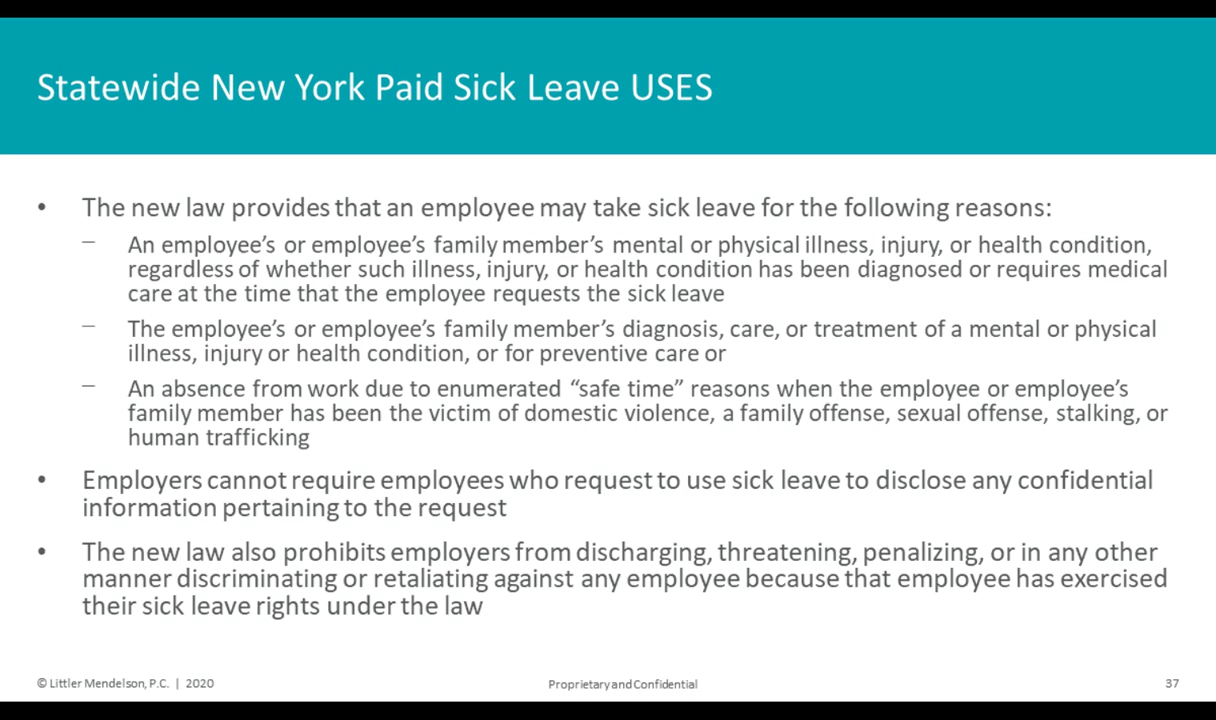 Statewide New York Paid Sick Leave USES
• The new law provides that an employee may take sick leave for the following reasons:
– An employee’s or employee’s family member’s mental or physical illness, injury, or health condition,
regardless of whether such illness, injury, or health condition has been diagnosed or requires medical
care at the time that the employee requests the sick leave
– The employee’s or employee’s family member’s diagnosis, care, or treatment of a mental or physical
illness, injury or health condition, or for preventive care or
– An absence from work due to enumerated “safe time” reasons when the employee or employee’s
family member has been the victim of domestic violence, a family offense, sexual offense, stalking, or
human trafficking
• Employers cannot require employees who request to use sick leave to disclose any confidential
information pertaining to the request
• The new law also prohibits employers from discharging, threatening, penalizing, or in any other
manner discriminating or retaliating against any employee because that employee has exercised
their sick leave rights under the law
© Littler Mendelson, P.C. | 2020
Proprietary and Confidential
37